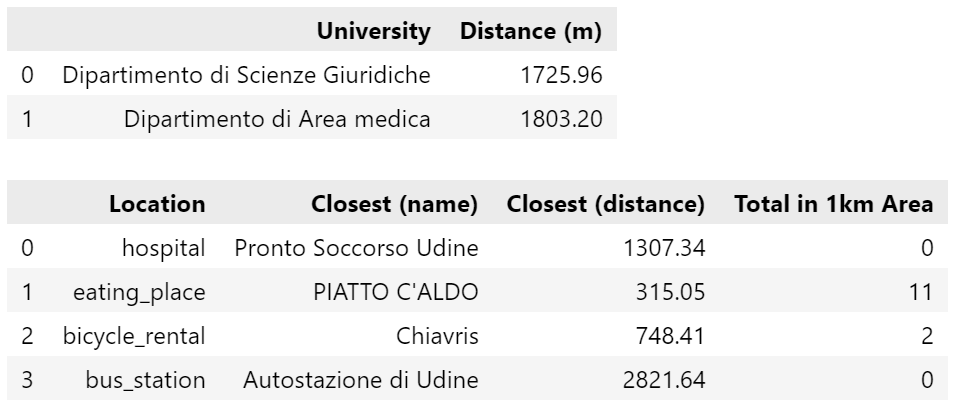 University Distance (m)
0 Dipartimento di Scienze Giuridiche 1725.96
1 Dipartimento di Area medica 1803.20
Location Closest (name) Closest (distance) Total in 1km Area
0 hospital Pronto Soccorso Udine 1307.34 0
1 eating_place PIATTO C'ALDO 315.05 11
2 bicycle_rental Chiavris 748.41 2
3 bus_station Autostazione di Udine 2821.64 0